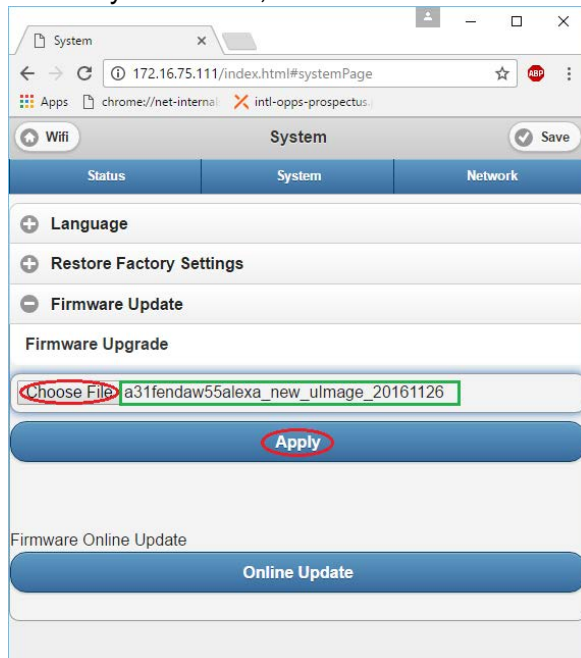 System
172.16.75.111/index.html#systemPage
ABP
Apps chrome://net-internal intl-opps-prospectus.
Wifi System Save
Status System Network
Language
Restore Factory Settings
Firmware Update
Firmware Upgrade
Choose File a31fendaw55alexa_new_uImage_20161126
Apply
Firmware Online Update
Online Update